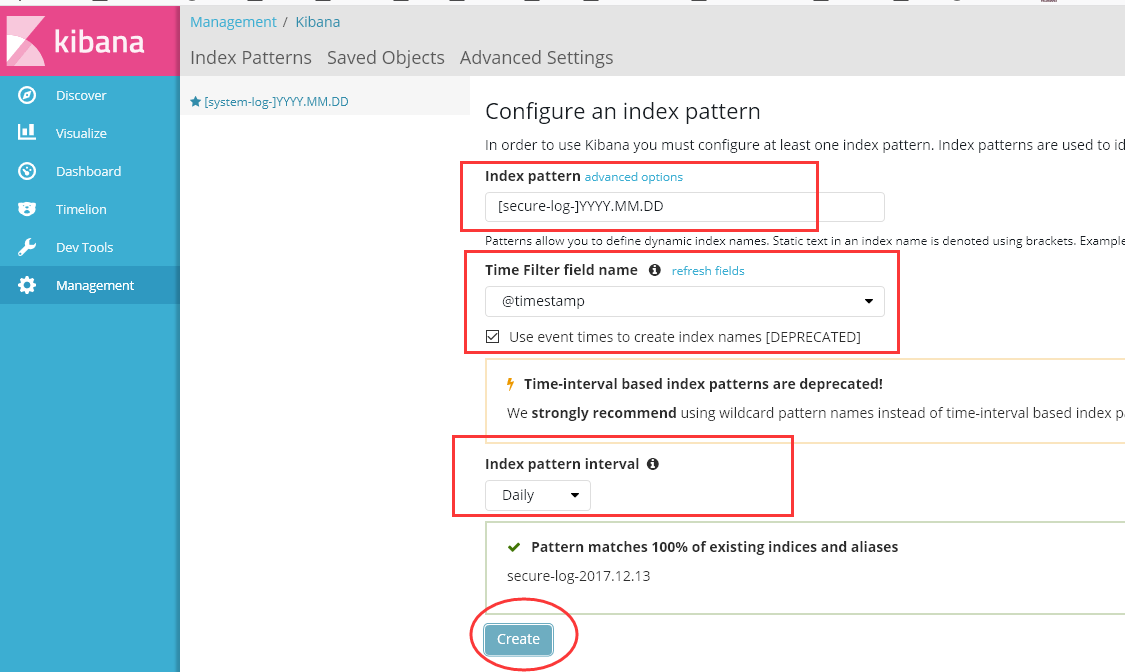 Management / Kibana
kibana
Index Patterns Saved Objects Advanced Settings
Discover
Visualize
Dashboard
Timelion
Dev Tools
Management
[system-log-]YYYY.MM.DD
Configure an index pattern
In order to use Kibana you must configure at least one index pattern. Index patterns are used to id
Index pattern advanced options
[secure-log-]YYYY.MM.DD
Patterns allow you to define dynamic index names. Static text in an index name is denoted using brackets. Example
Time Filter field name refresh fields
@timestamp
Use event times to create index names [DEPRECATED]
Time-interval based index patterns are deprecated!
We strongly recommend using wildcard pattern names instead of time-interval based index p
Index pattern interval
Daily
Pattern matches 100% of existing indices and aliases
secure-log-2017.12.13
Create